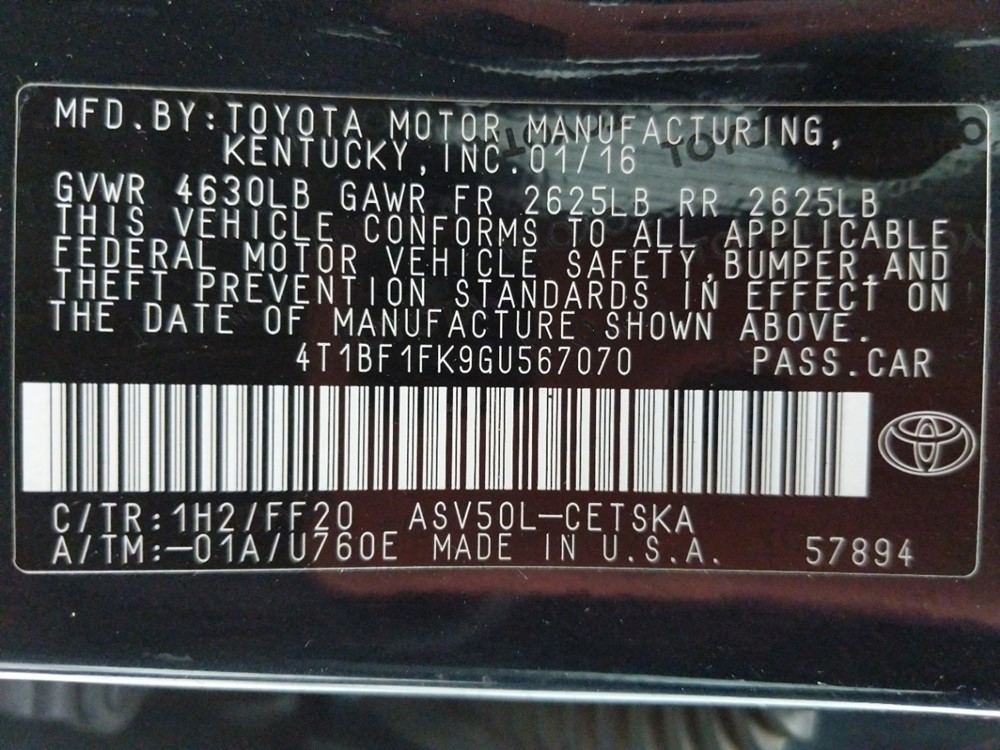 MFD.BY:TOYOTA MOTOR MANUFACTURING,
KENTUCKY,INC. 01/16
GVWR 4630LB GAWR FR 2625LB RR 2625LB
THIS VEHICLE CONFORMS TO ALL APPLICABLE
FEDERAL MOTOR VEHICLE SAFETY,BUMPER,AND
THEFT PREVENTION STANDARDS IN EFFECT ON
THE DATE OF MANUFACTURE SHOWN ABOVE.
4T1BF1FK9GU567070 PASS.CAR
C/TR:1H2/FF20 ASV50L-CETSKA
A/TM:-01A/U760E MADE IN U.S.A. 57894